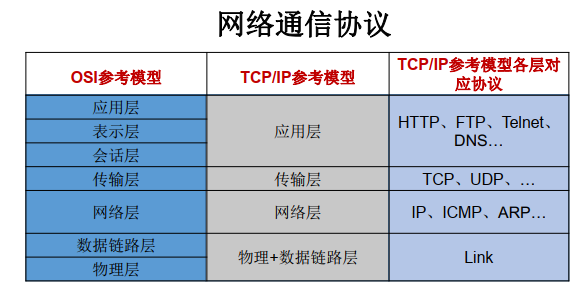 网络通信协议
OSI参考模型
TCP/IP参考模型
TCP/IP参考模型各层对
应协议
应用层
表示层
会话层
应用层
HTTP、FTP、Telnet、
DNS...
传输层
传输层
TCP、UDP、...
网络层
网络层
IP、ICMP、ARP...
数据链路层
物理层
物理+数据链路层
Link